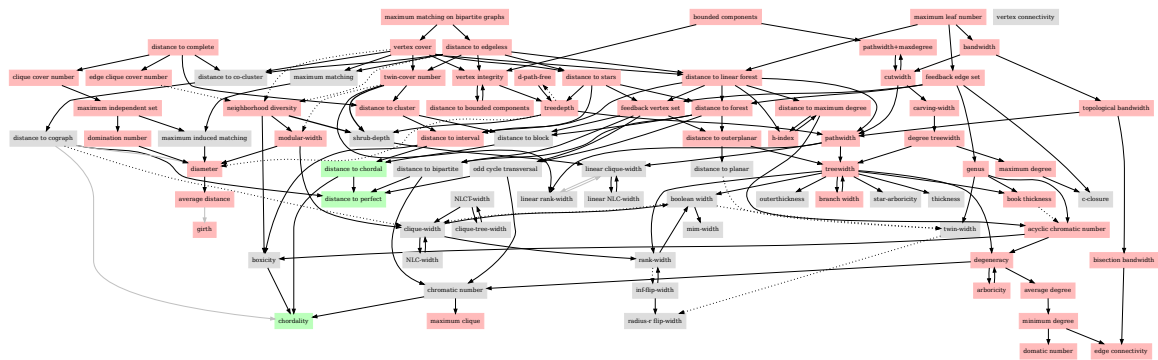 maximum matching on bipartite graphs
bounded components
maximum leaf number
vertex connectivity
distance to complete
vertex cover
distance to edgeless
pathwidth+maxdegree
bandwidth
clique cover number
edge clique cover number
distance to co-cluster
maximum matching
twin-cover number
vertex integrity
d-path-free
distance to stars
distance to linear forest
cutwidth
feedback edge set
maximum independent set
neighborhood diversity
distance to cluster
distance to bounded components
treedepth
feedback vertex set
distance to forest
distance to maximum degree
carving-width
topological bandwidth
distance to cograph
domination number
maximum induced matching
modular-width
shrub-depth
distance to interval
distance to block
distance to outerplanar
h-index
pathwidth
degree treewidth
diameter
distance to chordal
distance to bipartite
odd cycle transversal
linear clique-width
distance to planar
treewidth
genus
maximum degree
average distance
distance to perfect
NLCT-width
linear rank-width
linear NLC-width
boolean width
outerthickness
branch width
star-arboricity
thickness
book thickness
c-closure
girth
clique-width
clique-tree-width
mim-width
twin-width
acyclic chromatic number
boxicity
NLC-width
rank-width
degeneracy
bisection bandwidth
chromatic number
inf-flip-width
arboricity
average degree
chordality
maximum clique
radius-r flip-width
minimum degree
domatic number
edge connectivity